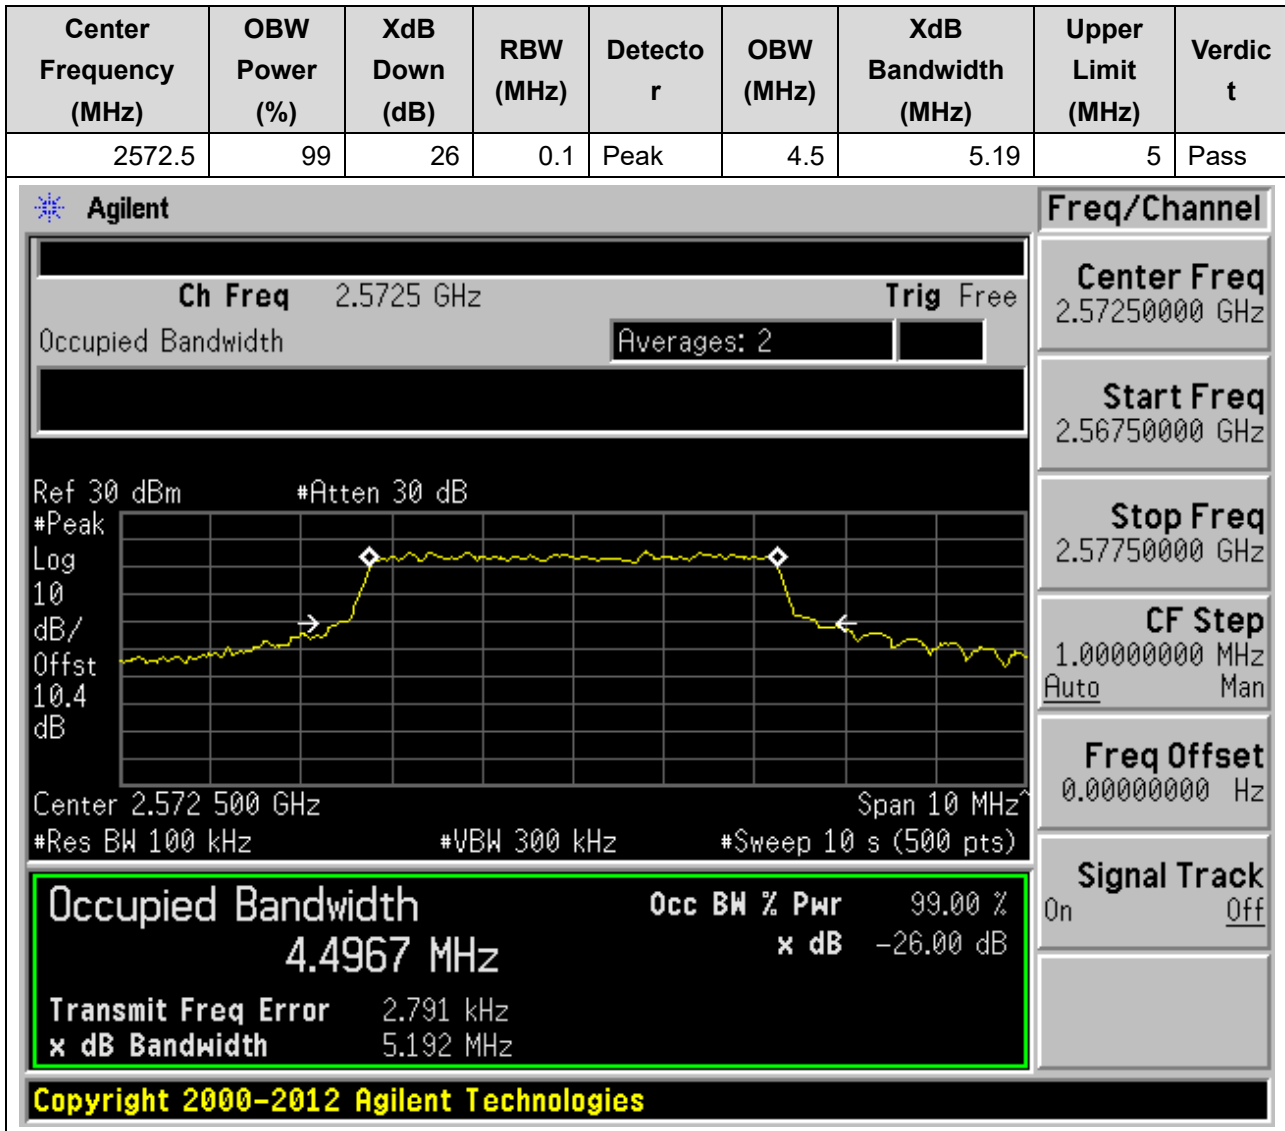 Center Frequency (MHz) OBW Power (%) XdB Down (dB) RBW (MHz) Detecto r OBW (MHz) XdB Bandwidth (MHz) Upper Limit (MHz) Verdic t
2572.5 99 26 0.1 Peak 4.5 5.19 5 Pass
Agilent
Freq/Channel
Ch Freq 2.5725 GHz Trig Free
Occupied Bandwidth Averages: 2
Ref 30 dBm #Atten 30 dB
#Peak
Log
10
dB/
Offst
10.4
dB
Center 2.572 500 GHz Span 10 MHz^
#Res BW 100 kHz #VBW 300 kHz #Sweep 10 s (500 pts)
Occupied Bandwidth Occ BW % Pwr 99.00 %
4.4967 MHz x dB -26.00 dB
Transmit Freq Error 2.791 kHz
x dB Bandwidth 5.192 MHz
Center Freq
2.57250000 GHz
Start Freq
2.56750000 GHz
Stop Freq
2.57750000 GHz
CF Step
1.00000000 MHz
Auto Man
Freq Offset
0.00000000 Hz
Signal Track
On Off
Copyright 2000-2012 Agilent Technologies